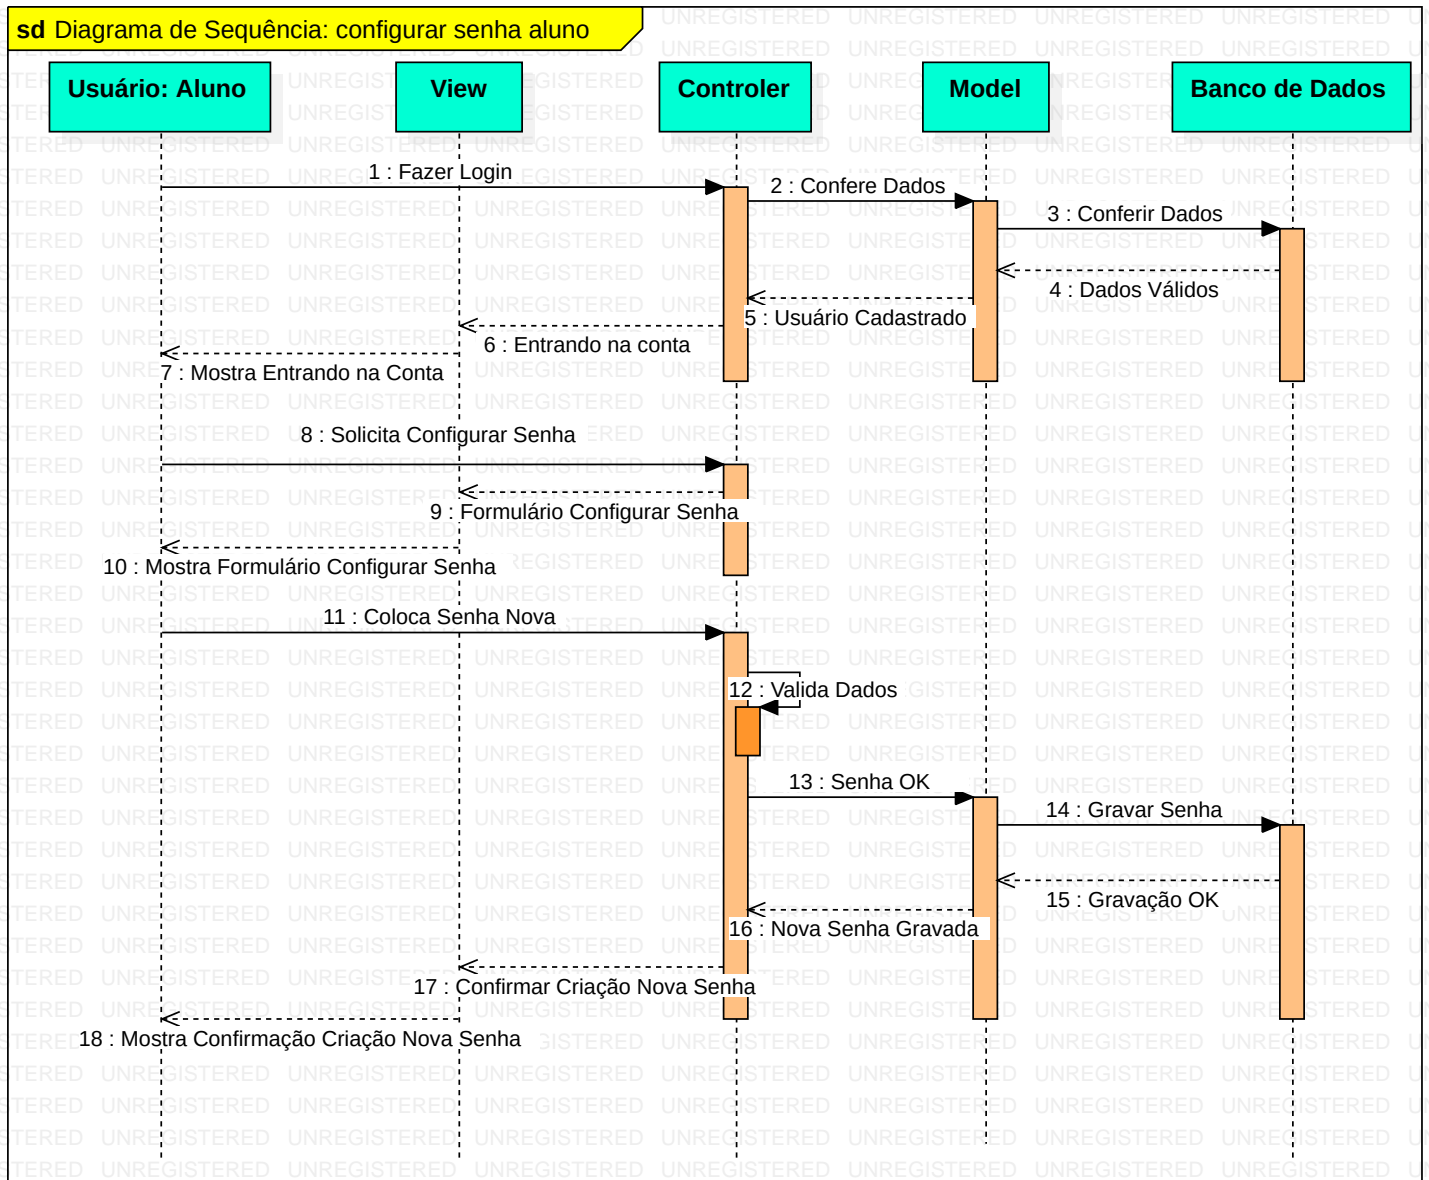 sd Diagrama de Sequência: configurar senha aluno
Usuário: Aluno
View
Controler
Model
Banco de Dados
1 : Fazer Login
2 : Confere Dados
3 : Conferir Dados
4 : Dados Válidos
5 : Usuário Cadastrado
6 : Entrando na conta
7 : Mostra Entrando na Conta
8 : Solicita Configurar Senha
9 : Formulário Configurar Senha
10 : Mostra Formulário Configurar Senha
11 : Coloca Senha Nova
12 : Valida Dados
13 : Senha OK
14 : Gravar Senha
15 : Gravação OK
16 : Nova Senha Gravada
17 : Confirmar Criação Nova Senha
18 : Mostra Confirmação Criação Nova Senha
UNREGISTERED